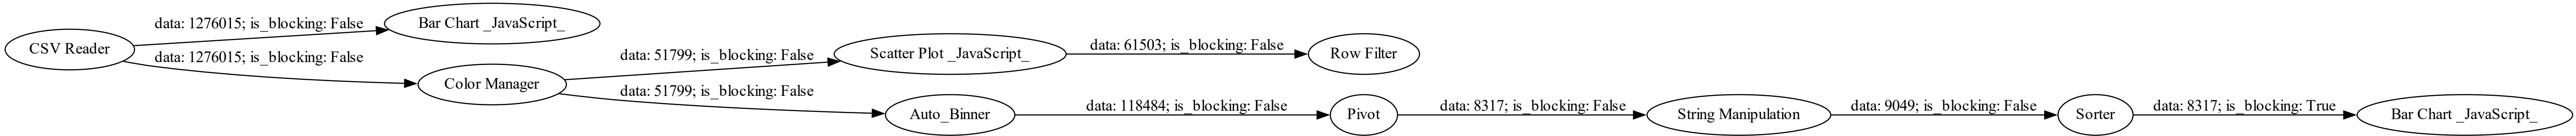 data: 1276015; is_blocking: False
Bar Chart _JavaScript_
CSV Reader
data: 1276015; is_blocking: False
Color Manager
data: 51799; is_blocking: False
Scatter Plot _JavaScript_
data: 61503; is_blocking: False
Row Filter
data: 51799; is_blocking: False
Auto_Binner
data: 118484; is_blocking: False
Pivot
data: 8317; is_blocking: False
String Manipulation
data: 9049; is_blocking: False
Sorter
data: 8317; is_blocking: True
Bar Chart _JavaScript_